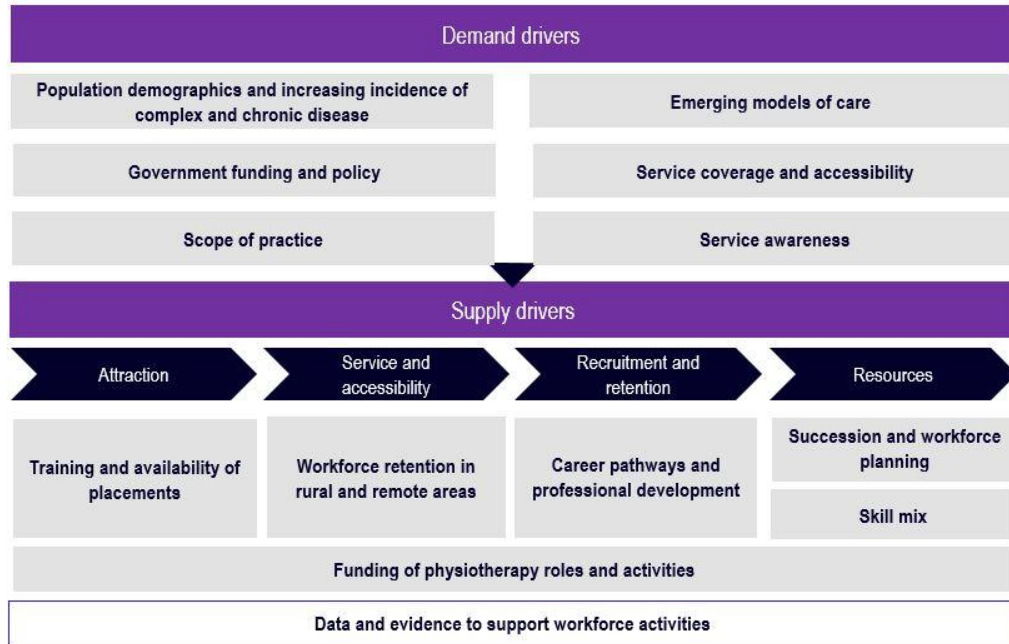 Demand drivers
Population demographics and increasing incidence of
complex and chronic disease
Emerging models of care
Government funding and policy
Service coverage and accessibility
Scope of practice
Service awareness
Supply drivers
Attraction
Service and
accessibility
Recruitment and
retention
Resources
Training and availability of
placements
Workforce retention in
rural and remote areas
Career pathways and
professional development
Succession and workforce
planning
Skill mix
Funding of physiotherapy roles and activities
Data and evidence to support workforce activities